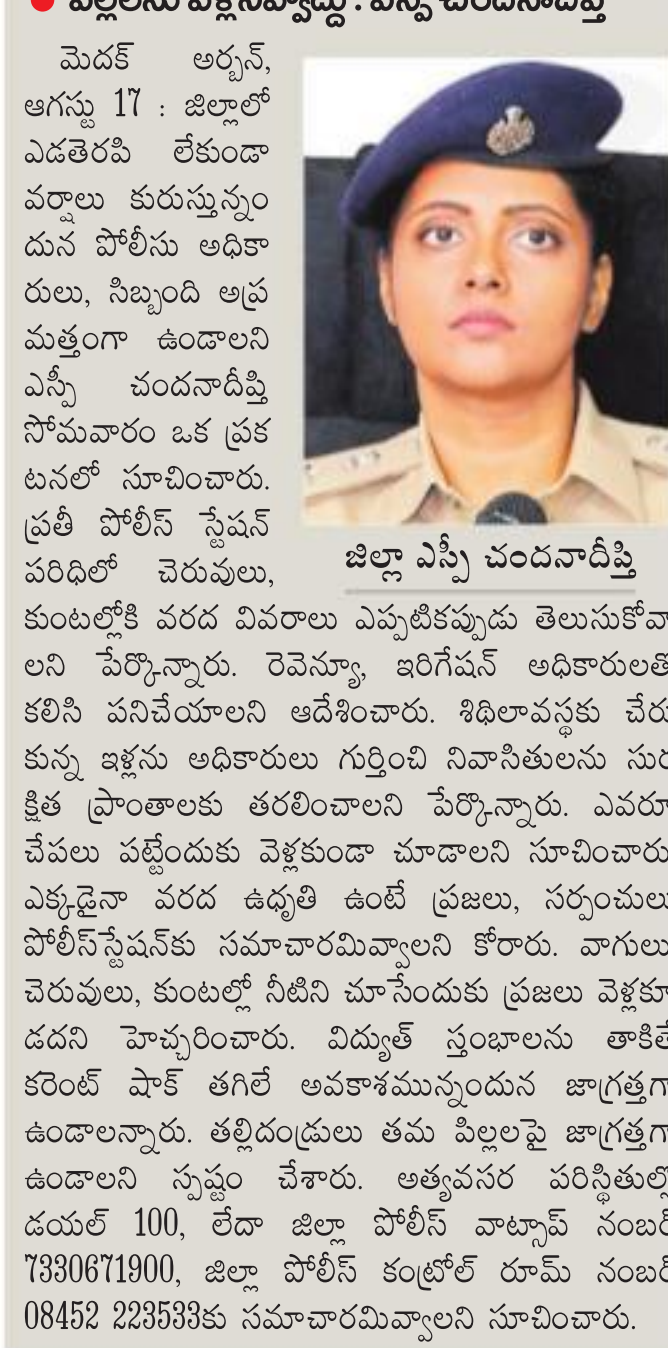 పిల్లలను వెళ్లనివ్వొద్దు : ఎస్పీ చందనాదీప్తి
మెదక్ అర్బన్,
ఆగస్టు 17 : జిల్లాలో
ఎడతెరపి లేకుండా
వర్షాలు కురుస్తున్నం
దున పోలీసు అధికా
రులు, సిబ్బంది అప్ర
మత్తంగా ఉండాలని
ఎస్పీ చందనాదీప్తి
సోమవారం ఒక ప్రక
టనలో సూచించారు.
ప్రతీ పోలీస్ స్టేషన్
పరిధిలో చెరువులు,
జిల్లా ఎస్పీ చందనాదీప్తి
కుంటల్లోకి వరద వివరాలు ఎప్పటికప్పుడు తెలుసుకోవా
లని పేర్కొన్నారు. రెవెన్యూ, ఇరిగేషన్ అధికారులతో
కలిసి పనిచేయాలని ఆదేశించారు. శిథిలావస్థకు చేరు
కున్న ఇళ్లను అధికారులు గుర్తించి నివాసితులను సుర
క్షిత ప్రాంతాలకు తరలించాలని పేర్కొన్నారు. ఎవరూ
చేపలు పట్టేందుకు వెళ్లకుండా చూడాలని సూచించారు
ఎక్కడైనా వరద ఉధృతి ఉంటే ప్రజలు, సర్పంచులు
పోలీస్‌స్టేషన్‌కు సమాచారమివ్వాలని కోరారు. వాగులు
చెరువులు, కుంటల్లో నీటిని చూసేందుకు ప్రజలు వెళ్లకూ
డదని హెచ్చరించారు. విద్యుత్ స్తంభాలను తాకితే
కరెంట్ షాక్ తగిలే అవకాశమున్నందున జాగ్రత్తగా
ఉండాలన్నారు. తల్లిదండ్రులు తమ పిల్లలపై జాగ్రత్తగా
ఉండాలని స్పష్టం చేశారు. అత్యవసర పరిస్థితుల్లో
డయల్ 100, లేదా జిల్లా పోలీస్ వాట్సాప్ నంబర్
7330671900, జిల్లా పోలీస్ కంట్రోల్ రూమ్ నంబర్
08452 223533కు సమాచారమివ్వాలని సూచించారు.